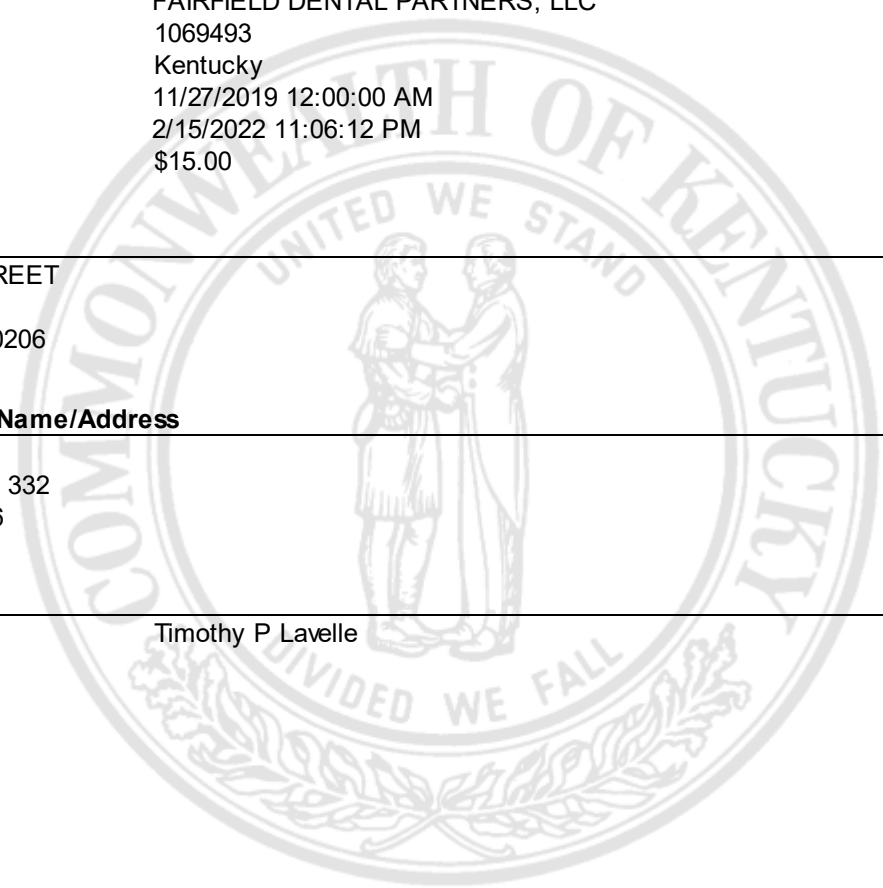 FAIRFIELD DENTAL PARTNERS, LLC
1069493
Kentucky
11/27/2019 12:00:00 AM
2/15/2022 11:06:12 PM
$15.00
REET
0206
Name/Address
332
6
Timothy P Lavelle
COMMONWEALTH OF KENTUCKY
UNITED WE STAND
DIVIDED WE FALL